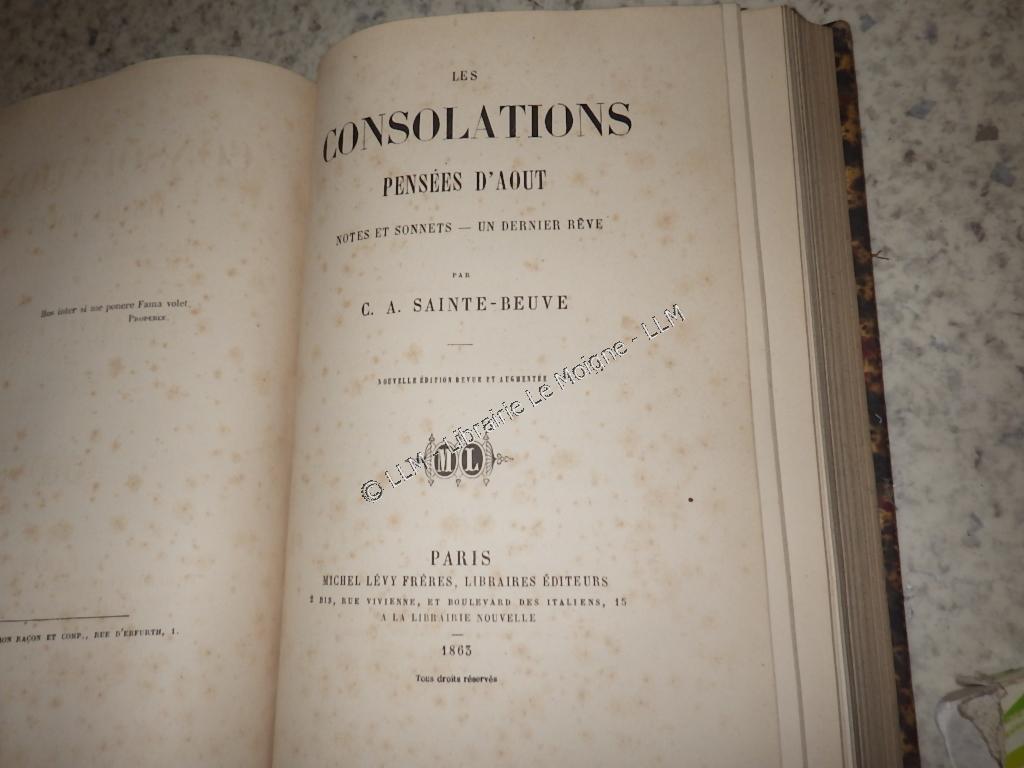 Hos inter si me ponere Fama volet.
PROPERCE.
RAÇON ET COMP., RUE D'ERFURTH, 1.
LES
CONSOLATIONS
PENSÉES D'AOUT
NOTES ET SONNETS — UN DERNIER RÊVE
PAR
C. A. SAINTE-BEUVE
NOUVELLE ÉDITION REVUE ET AUGMENTÉE
© LLM - Librairie Le Moigne - LLM
ML
PARIS
MICHEL LÉVY FRÈRES, LIBRAIRES ÉDITEURS
2 BIS, RUE VIVIENNE, ET BOULEVARD DES ITALIENS, 15
A LA LIBRAIRIE NOUVELLE
1863
Tous droits réservés